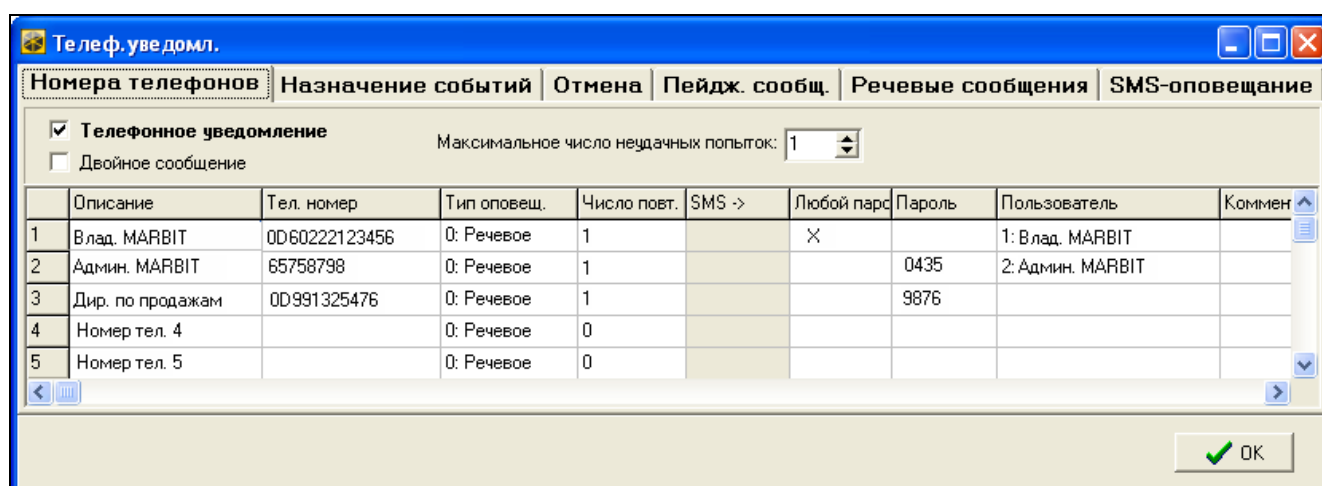 Телеф.уведомл.
Номера телефонов Назначение событий Отмена Пейдж. сообщ. Речевые сообщения SMS-оповещание
Телефонное уведомление
Максимальное число неудачных попыток: 1
Двойное сообщение
Описание Тел. номер Тип оповещ. Число повт. SMS -> Любой парс Пароль Пользователь Коммен
1 Влад. MARBIT 0D60222123456 0: Речевое 1 X 1: Влад. MARBIT
2 Админ. MARBIT 65758798 0: Речевое 1 0435 2: Админ. MARBIT
3 Дир. по продажам 0D991325476 0: Речевое 1 9876
4 Номер тел. 4 0: Речевое 0
5 Номер тел. 5 0: Речевое 0
OK